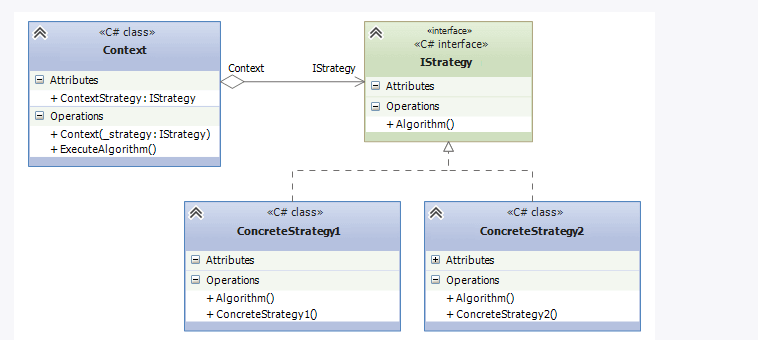 «C# class»
Context
Attributes
+ ContextStrategy : IStrategy
Operations
+ Context(_strategy : IStrategy)
+ ExecuteAlgorithm()
Context
IStrategy
«interface»
«C# interface»
IStrategy
Attributes
Operations
+ Algorithm()
«C# class»
ConcreteStrategy1
Attributes
Operations
+ Algorithm()
+ ConcreteStrategy1()
«C# class»
ConcreteStrategy2
Attributes
Operations
+ Algorithm()
+ ConcreteStrategy2()